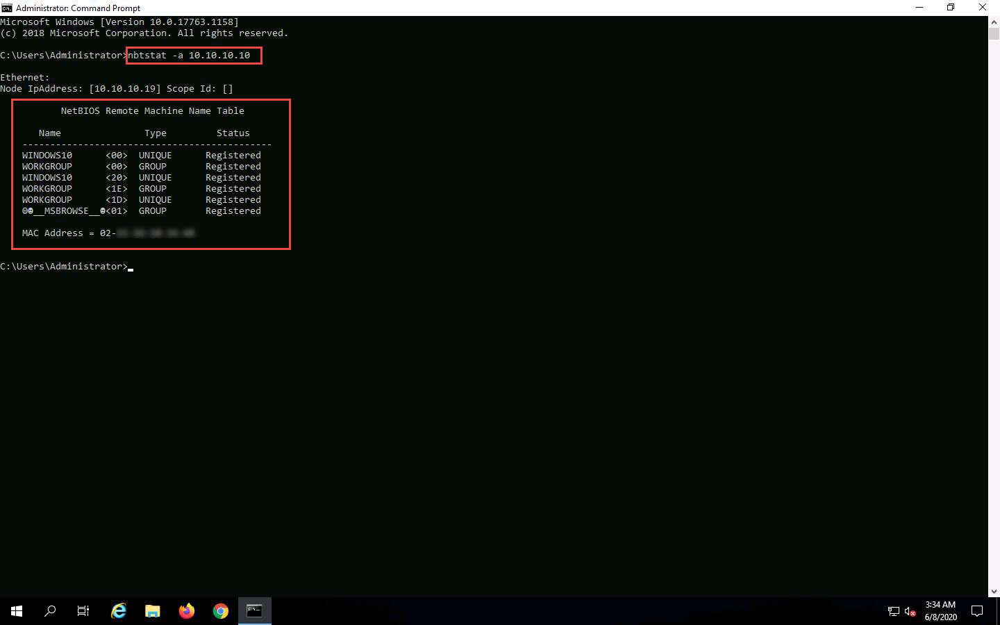 Administrator: Command Prompt
Microsoft Windows [Version 10.0.17763.1158]
(c) 2018 Microsoft Corporation. All rights reserved.
C:\Users\Administrator>nbtstat -a 10.10.10.10
Ethernet:
Node IpAddress: [10.10.10.19] Scope Id: []
NetBIOS Remote Machine Name Table
Name Type Status
---------------------------------------------
WINDOWS10 <00> UNIQUE Registered
WORKGROUP <00> GROUP Registered
WINDOWS10 <20> UNIQUE Registered
WORKGROUP <1E> GROUP Registered
WORKGROUP <1D> UNIQUE Registered
☺☻__MSBROWSE__☻<01> GROUP Registered
MAC Address = 02-
C:\Users\Administrator>
3:34 AM
6/8/2020